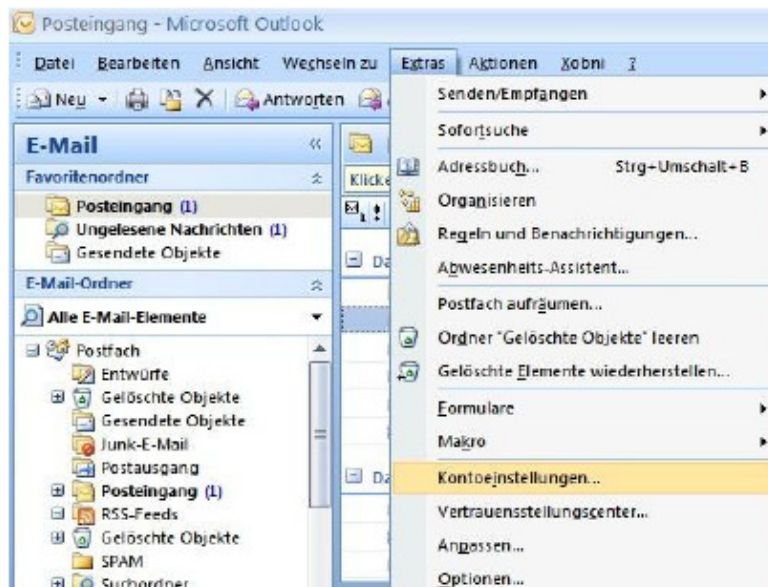 Posteingang - Microsoft Outlook
Datei Bearbeiten Ansicht Wechseln zu Extras Aktionen Xobni ?
Neu Antworten
E-Mail
Favoritenordner
Posteingang (1)
Ungelesene Nachrichten (1)
Gesendete Objekte
E-Mail-Ordner
Alle E-Mail-Elemente
Postfach
Entwürfe
Gelöschte Objekte
Gesendete Objekte
Junk-E-Mail
Postausgang
Posteingang (1)
RSS-Feeds
Gelöschte Objekte
SPAM
Suchordner
Klicke
Da
Da
Senden/Empfangen
Sofortsuche
Adressbuch... Strg+Umschalt+B
Organisieren
Regeln und Benachrichtigungen...
Abwesenheits-Assistent...
Postfach aufräumen...
Ordner "Gelöschte Objekte" leeren
Gelöschte Elemente wiederherstellen...
Formulare
Makro
Kontoeinstellungen...
Vertrauensstellungscenter...
Anpassen...
Optionen...